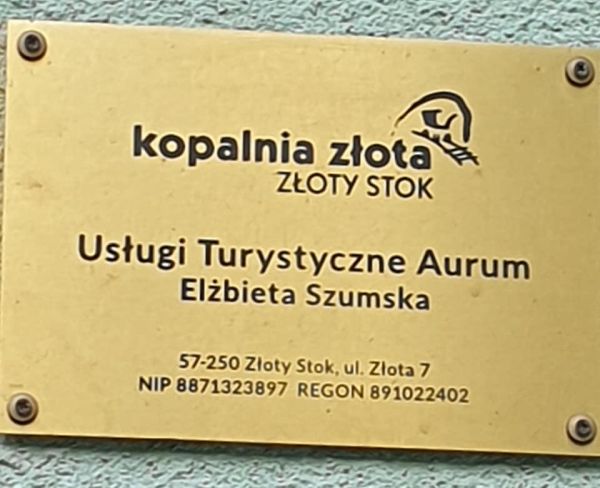 kopalnia złota
ZŁOTY STOK
Usługi Turystyczne Aurum
Elżbieta Szumska
57-250 Złoty Stok, ul. Złota 7
NIP 8871323897 REGON 891022402